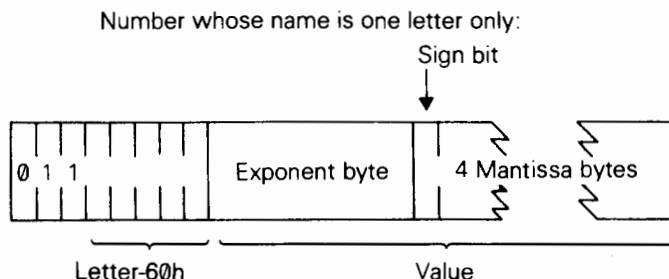 Number whose name is one letter only:
Sign bit
0 1 1 Exponent byte 4 Mantissa bytes
Letter-60h Value